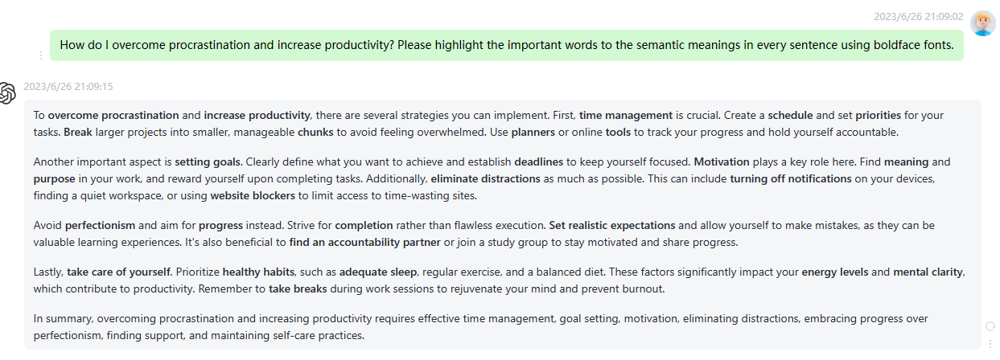 2023/6/26 21:09:02
How do I overcome procrastination and increase productivity? Please highlight the important words to the semantic meanings in every sentence using boldface fonts.
2023/6/26 21:09:15
To overcome procrastination and increase productivity, there are several strategies you can implement. First, time management is crucial. Create a schedule and set priorities for your
tasks. Break larger projects into smaller, manageable chunks to avoid feeling overwhelmed. Use planners or online tools to track your progress and hold yourself accountable.
Another important aspect is setting goals. Clearly define what you want to achieve and establish deadlines to keep yourself focused. Motivation plays a key role here. Find meaning and
purpose in your work, and reward yourself upon completing tasks. Additionally, eliminate distractions as much as possible. This can include turning off notifications on your devices,
finding a quiet workspace, or using website blockers to limit access to time-wasting sites.
Avoid perfectionism and aim for progress instead. Strive for completion rather than flawless execution. Set realistic expectations and allow yourself to make mistakes, as they can be
valuable learning experiences. It's also beneficial to find an accountability partner or join a study group to stay motivated and share progress.
Lastly, take care of yourself. Prioritize healthy habits, such as adequate sleep, regular exercise, and a balanced diet. These factors significantly impact your energy levels and mental clarity,
which contribute to productivity. Remember to take breaks during work sessions to rejuvenate your mind and prevent burnout.
In summary, overcoming procrastination and increasing productivity requires effective time management, goal setting, motivation, eliminating distractions, embracing progress over
perfectionism, finding support, and maintaining self-care practices.